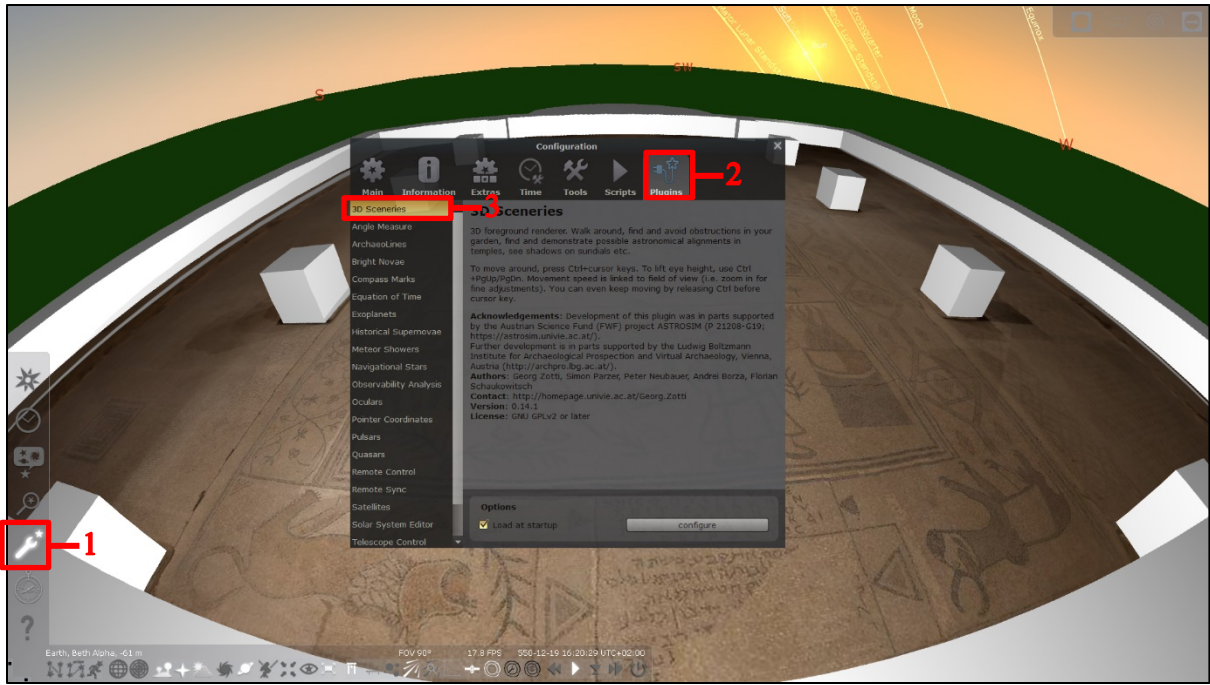 Equinox
Moon
Crossquarter
Minor Lunar Standstill
S
SW
W
Configuration
Main
Information
Extras
Time
Tools
Scripts
Plugins
2
3D Sceneries
3
Angle Measure
ArchaeoLines
Bright Novae
Compass Marks
Equation of Time
Exoplanets
Historical Supernovae
Meteor Showers
Navigational Stars
Observability Analysis
Oculars
Pointer Coordinates
Pulsars
Quasars
Remote Control
Remote Sync
Satellites
Solar System Editor
Telescope Control
3D Sceneries
3D foreground renderer. Walk around, find and avoid obstructions in your
garden, find and demonstrate possible astronomical alignments in
temples, see shadows on sundials etc.
To move around, press Ctrl+cursor keys. To lift eye height, use Ctrl
+PgUp/PgDn. Movement speed is linked to field of view (i.e. zoom in for
fine adjustments). You can even keep moving by releasing Ctrl before
cursor key.
Acknowledgements: Development of this plugin was in parts supported
by the Austrian Science Fund (FWF) project ASTROSIM (P 21208-G19;
https://astrosim.univie.ac.at/).
Further development is in parts supported by the Ludwig Boltzmann
Institute for Archaeological Prospection and Virtual Archaeology, Vienna,
Austria (http://archpro.lbg.ac.at/).
Authors: Georg Zotti, Simon Parzer, Peter Neubauer, Andrei Borza, Florian
Schaukowitsch
Contact: http://homepage.univie.ac.at/Georg.Zotti
Version: 0.14.1
License: GNU GPLv2 or later
Options
Load at startup
configure
1
?
Earth, Beth Alpha, -61 m
FOV 90°
17.8 FPS
558-12-19 16:20:29 UTC+02:00